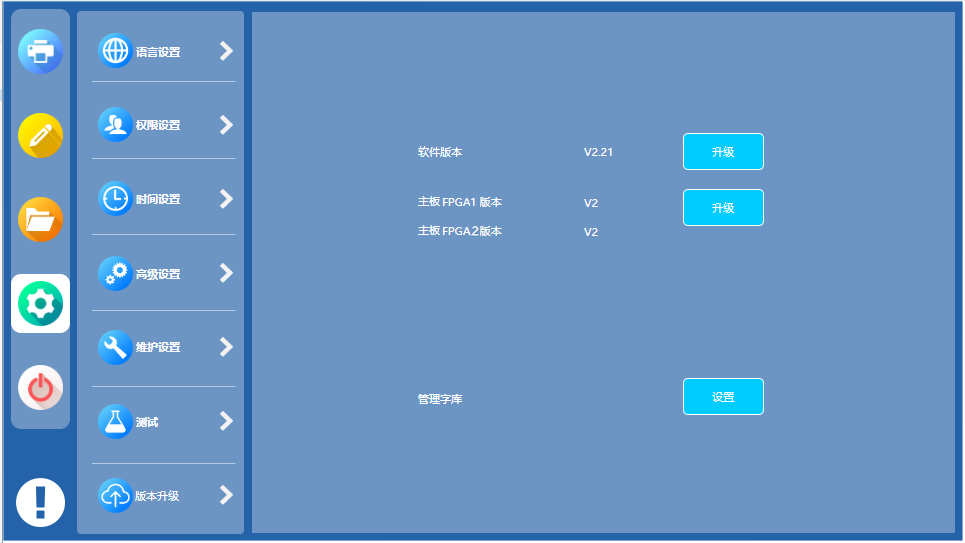 语言设置
权限设置
时间设置
高级设置
维护设置
测试
版本升级
软件版本 V2.21 升级
主板 FPGA1 版本 V2 升级
主板 FPGA2版本 V2
管理字库 设置